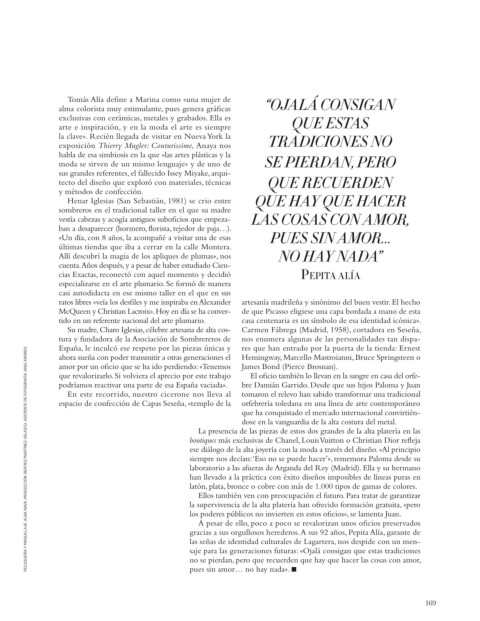 Tomás Alía define a Marina como «una mujer de
alma colorista muy estimulante, pues genera gráficas
exclusivas con cerámicas, metales y grabados. Ella es
arte e inspiración, y en la moda el arte es siempre
la clave». Recién llegada de visitar en Nueva York la
exposición Thierry Mugler: Couturissime, Anaya nos
habla de esa simbiosis en la que «las artes plásticas y la
moda se sirven de un mismo lenguaje» y de uno de
sus grandes referentes, el fallecido Issey Miyake, arqui-
tecto del diseño que exploró con materiales, técnicas
y métodos de confección.
Henar Iglesias (San Sebastián, 1981) se crio entre
sombreros en el tradicional taller en el que su madre
vestía cabezas y acogía antiguos suboficios que empeza-
ban a desaparecer (hormero, florista, tejedor de paja…).
«Un día, con 8 años, la acompañé a visitar una de esas
últimas tiendas que iba a cerrar en la calle Montera.
Allí descubrí la magia de los apliques de plumas», nos
cuenta. Años después, y a pesar de haber estudiado Cien-
cias Exactas, reconectó con aquel momento y decidió
especializarse en el arte plumario. Se formó de manera
casi autodidacta en ese mismo taller en el que en sus
ratos libres «veía los desfiles y me inspiraba en Alexander
McQueen y Christian Lacroix». Hoy en día se ha conver-
tido en un referente nacional del arte plumario.
Su madre, Charo Iglesias, célebre artesana de alta cos-
tura y fundadora de la Asociación de Sombrereros de
España, le inculcó ese respeto por las piezas únicas y
ahora sueña con poder transmitir a otras generaciones el
amor por un oficio que se ha ido perdiendo: «Tenemos
que revalorizarlo. Si volviera el aprecio por este trabajo
podríamos reactivar una parte de esa España vaciada».
En este recorrido, nuestro cicerone nos lleva al
espacio de confección de Capas Seseña, «templo de la
“OJALÁ CONSIGAN
QUE ESTAS
TRADICIONES NO
SE PIERDAN, PERO
QUE RECUERDEN
QUE HAY QUE HACER
LAS COSAS CON AMOR,
PUES SIN AMOR...
NO HAY NADA”
PEPITA ALÍA
artesanía madrileña y sinónimo del buen vestir. El hecho
de que Picasso eligiese una capa bordada a mano de esta
casa centenaria es un símbolo de esa identidad icónica».
Carmen Fábrega (Madrid, 1958), cortadora en Seseña,
nos enumera algunas de las personalidades tan dispa-
res que han entrado por la puerta de la tienda: Ernest
Hemingway, Marcello Mastroianni, Bruce Springsteen o
James Bond (Pierce Brosnan).
El oficio también lo llevan en la sangre en casa del orfe-
bre Damián Garrido. Desde que sus hijos Paloma y Juan
tomaron el relevo han sabido transformar una tradicional
orfebrería toledana en una línea de arte contemporáneo
que ha conquistado el mercado internacional convirtién-
dose en la vanguardia de la alta costura del metal.
La presencia de las piezas de estos dos grandes de la alta platería en las
boutiques más exclusivas de Chanel, Louis Vuitton o Christian Dior refleja
ese diálogo de la alta joyería con la moda a través del diseño. «Al principio
siempre nos decían: 'Eso no se puede hacer'», rememora Paloma desde su
laboratorio a las afueras de Arganda del Rey (Madrid). Ella y su hermano
han llevado a la práctica con éxito diseños imposibles de líneas puras en
latón, plata, bronce o cobre con más de 1.000 tipos de gamas de colores.
Ellos también ven con preocupación el futuro. Para tratar de garantizar
la supervivencia de la alta platería han ofrecido formación gratuita, «pero
los poderes públicos no invierten en estos oficios», se lamenta Juan.
A pesar de ello, poco a poco se revalorizan unos oficios preservados
gracias a sus orgullosos herederos. A sus 92 años, Pepita Alía, garante de
las señas de identidad culturales de Lagartera, nos despide con un men-
saje para las generaciones futuras: «Ojalá consigan que estas tradiciones
no se pierdan, pero que recuerden que hay que hacer las cosas con amor,
pues sin amor… no hay nada». ■
169